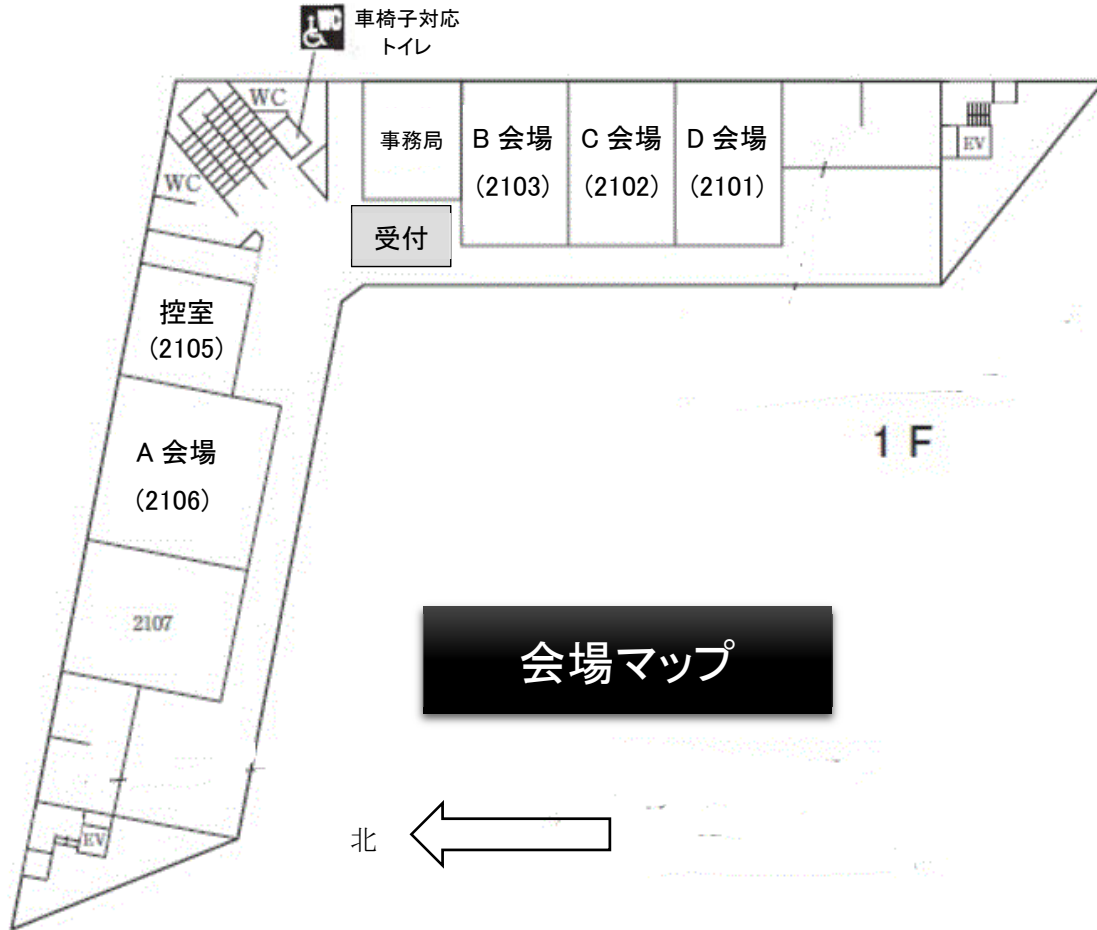 WC
車椅子対応
トイレ
WC
WC
事務局
B 会場
(2103)
C 会場
(2102)
D 会場
(2101)
EV
受付
控室
(2105)
A 会場
(2106)
1 F
2107
会場マップ
北
EV